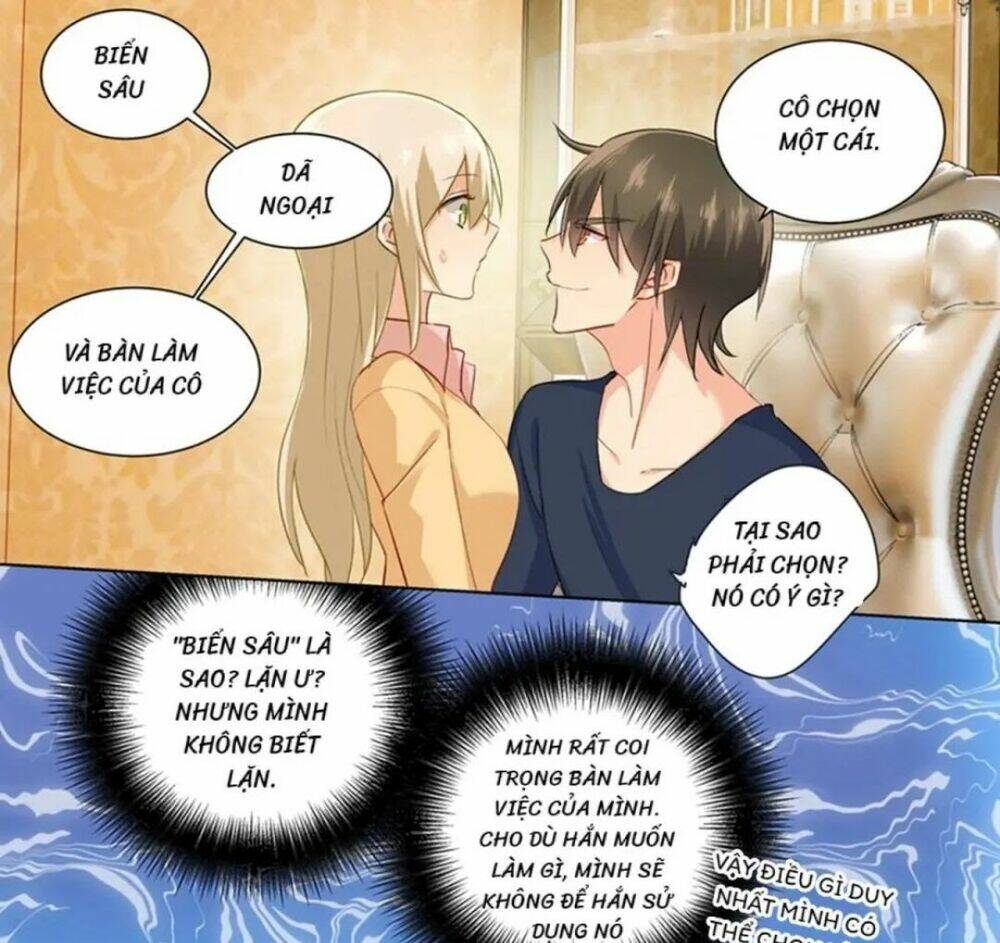 BIỂN
SÂU
DÃ
NGOẠI
VÀ BÀN LÀM
VIỆC CỦA CÔ
CÔ CHỌN
MỘT CÁI.
TẠI SAO
PHẢI CHỌN?
NÓ CÓ Ý GÌ?
"BIỂN SÂU" LÀ
SAO? LẶN Ư?
NHƯNG MÌNH
KHÔNG BIẾT
LẶN.
MÌNH RẤT COI
TRỌNG BÀN LÀM
VIỆC CỦA MÌNH.
CHO DÙ HẮN MUỐN
LÀM GÌ, MÌNH SẼ
KHÔNG ĐỂ HẮN SỬ
DỤNG NÓ
VẬY ĐIỀU GÌ DUY
NHẤT MÌNH CÓ
THỂ